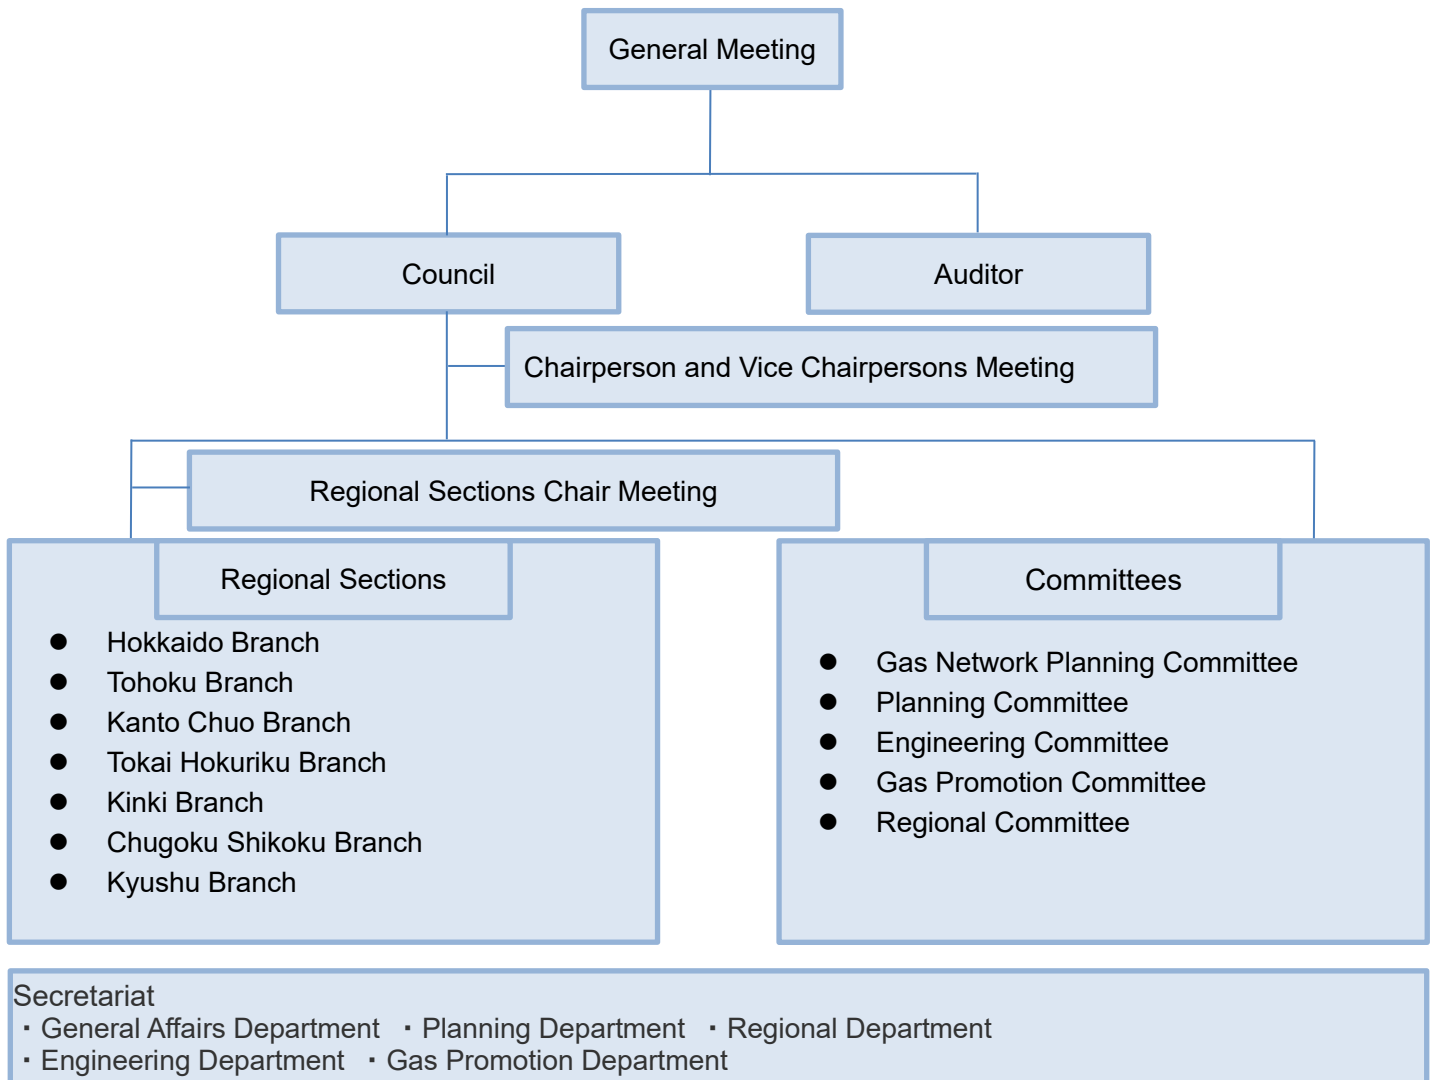 General Meeting
Council
Auditor
Chairperson and Vice Chairpersons Meeting
Regional Sections Chair Meeting
Regional Sections
● Hokkaido Branch
● Tohoku Branch
● Kanto Chuo Branch
● Tokai Hokuriku Branch
● Kinki Branch
● Chugoku Shikoku Branch
● Kyushu Branch
Committees
● Gas Network Planning Committee
● Planning Committee
● Engineering Committee
● Gas Promotion Committee
● Regional Committee
Secretariat
・General Affairs Department ・Planning Department ・Regional Department
・Engineering Department ・Gas Promotion Department